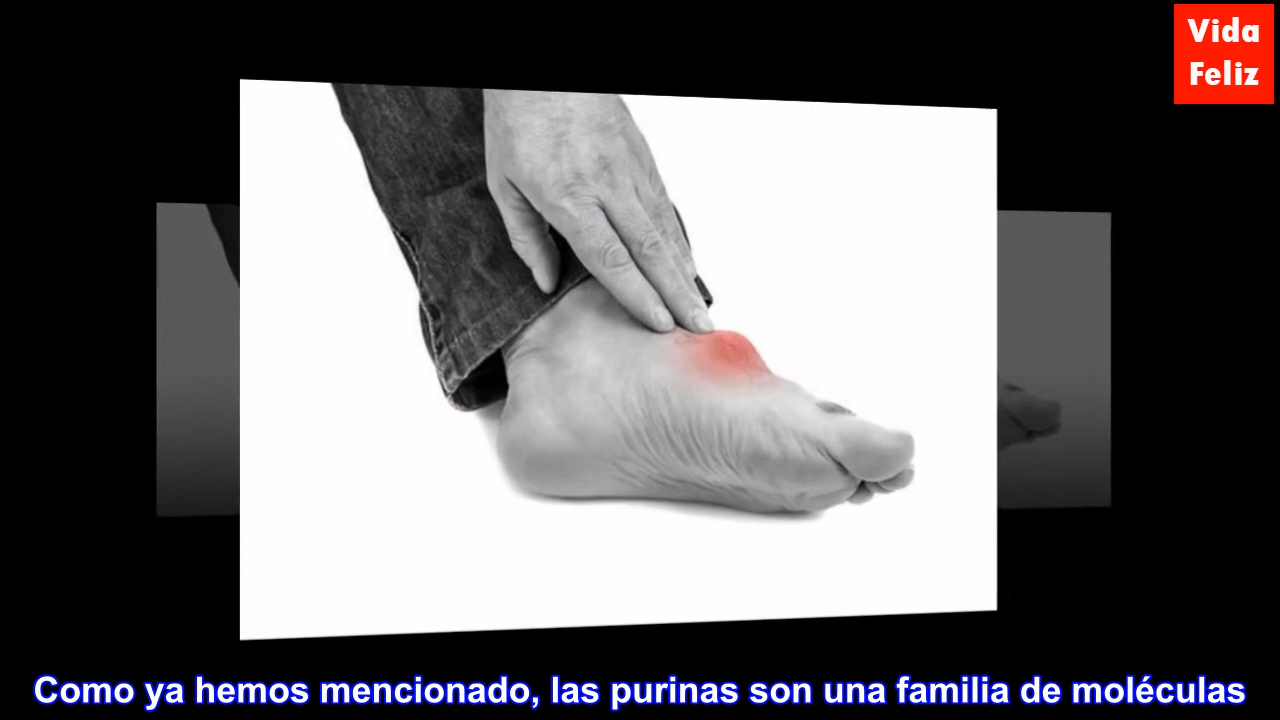 Vida
Feliz
Como ya hemos mencionado, las purinas son una familia de moléculas